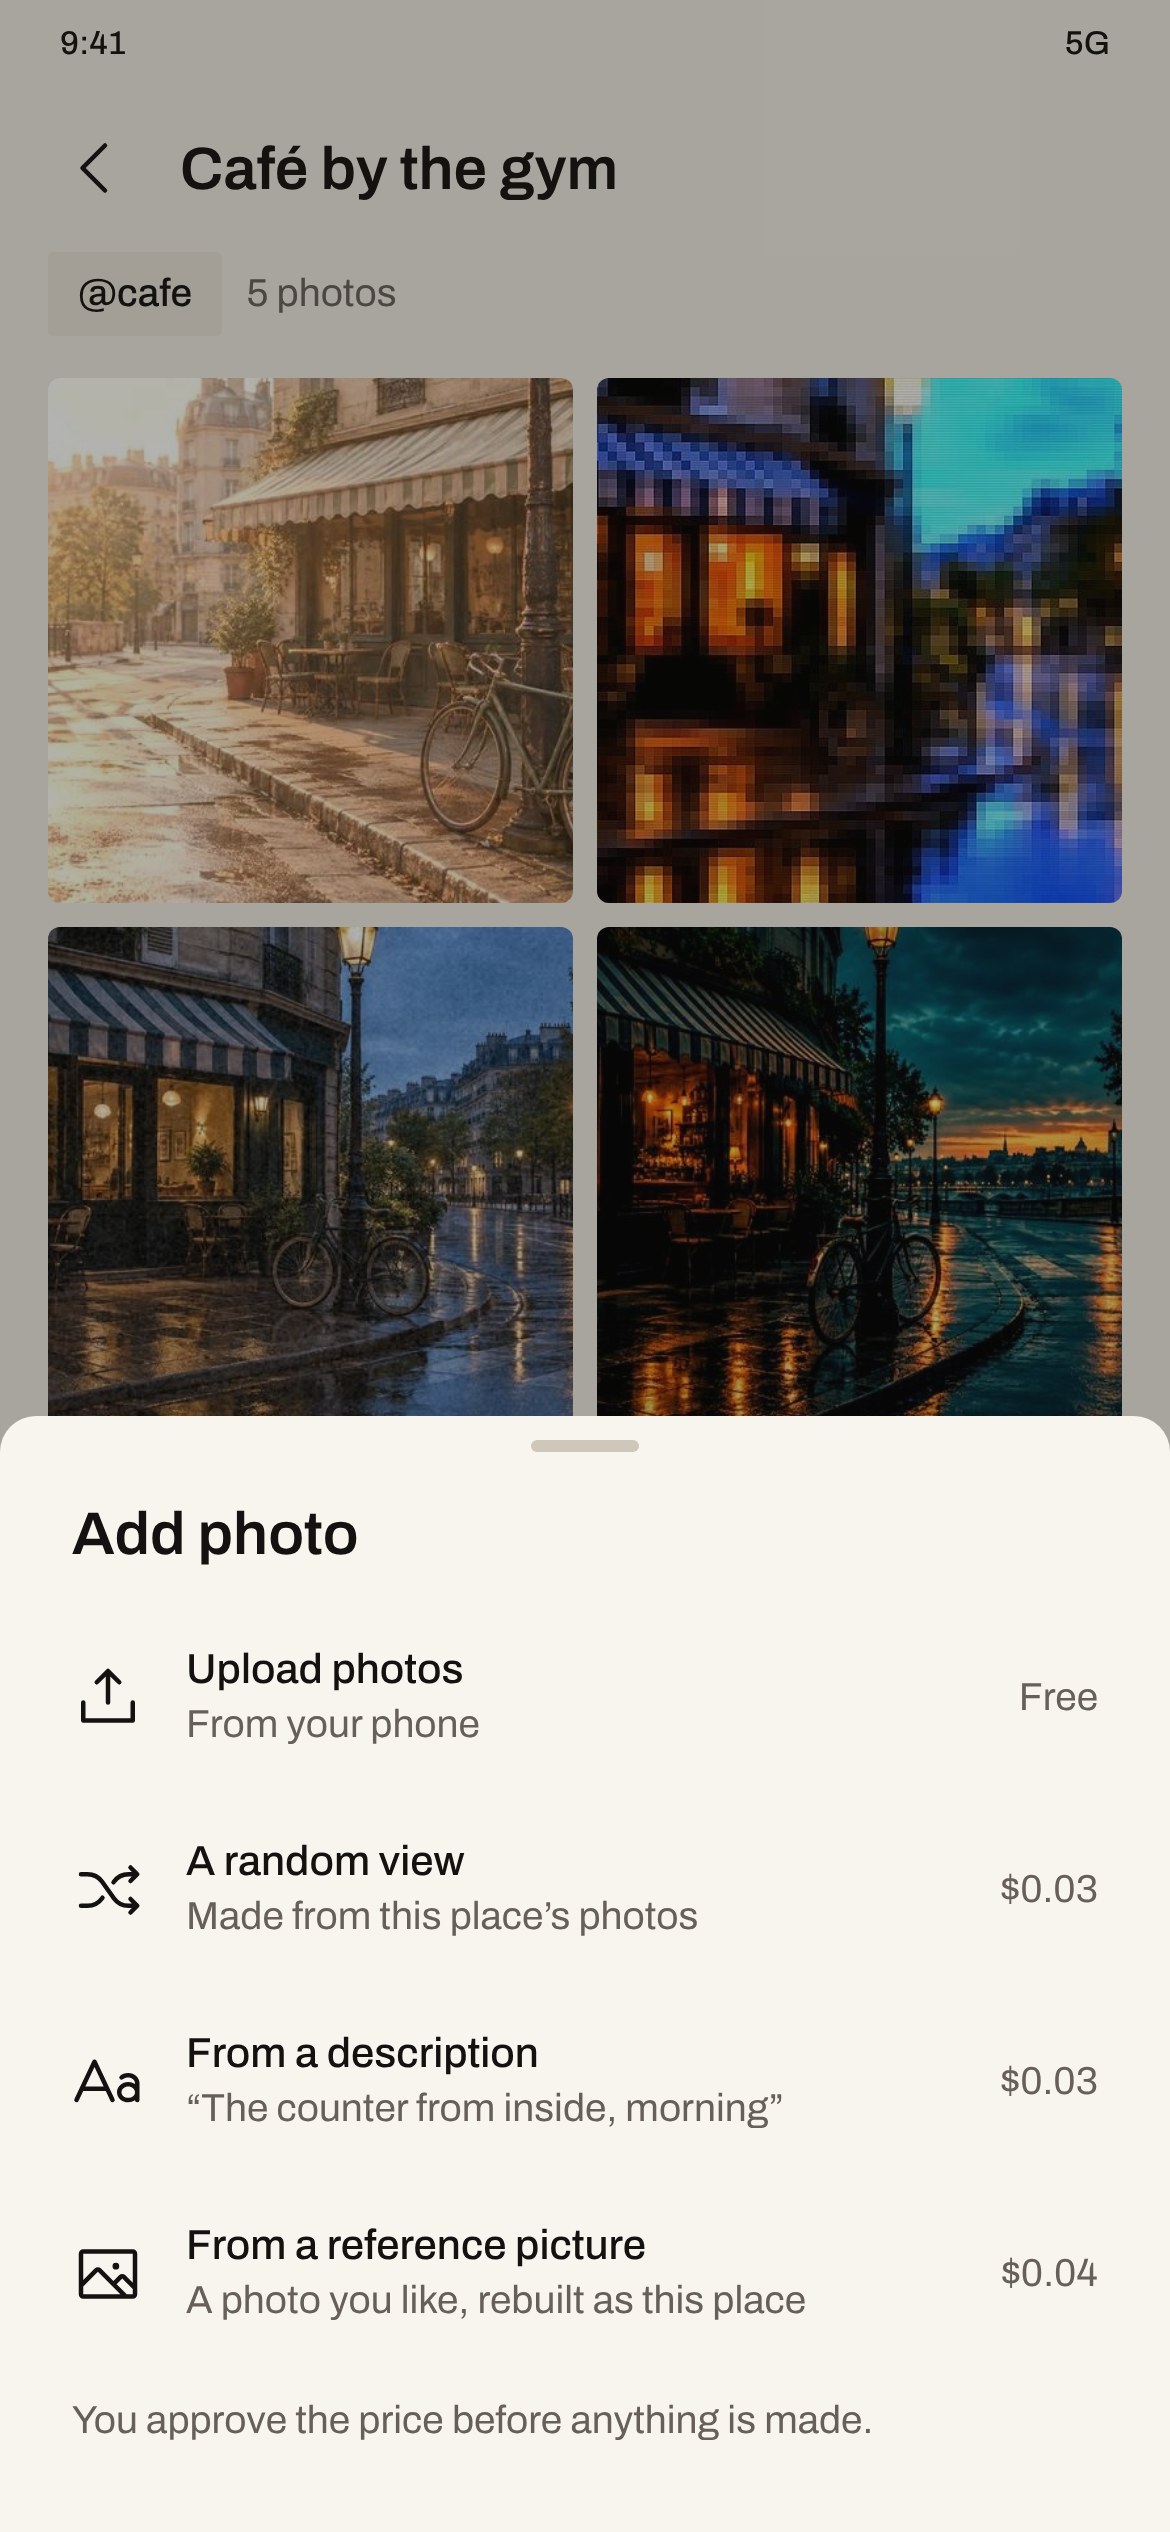 9:41
5G
Café by the gym
@cafe
5 photos
Add photo
Upload photos
From your phone
Free
A random view
Made from this place’s photos
$0.03
Aa
From a description
“The counter from inside, morning”
$0.03
From a reference picture
A photo you like, rebuilt as this place
$0.04
You approve the price before anything is made.